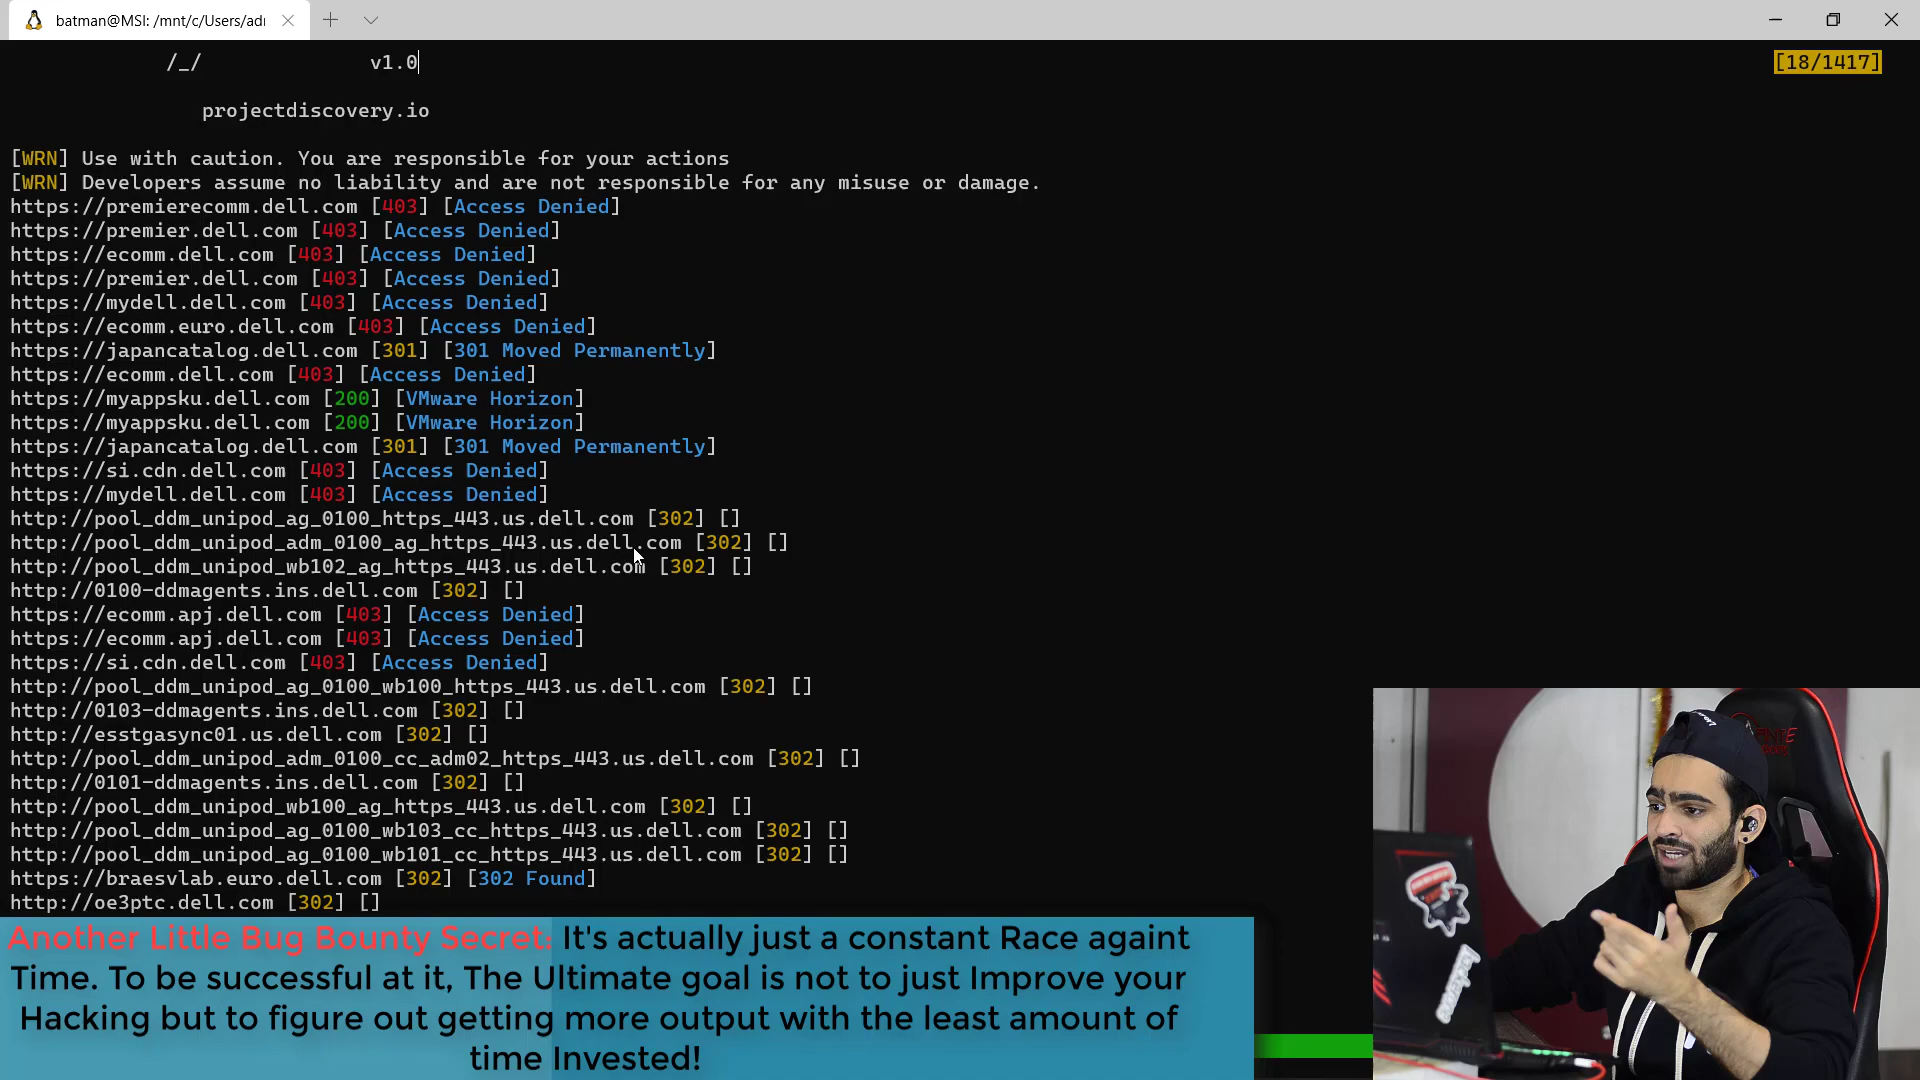 batman@MSI: /mnt/c/Users/adı
/_/ v1.0
[18/1417]
projectdiscovery.io
[WRN] Use with caution. You are responsible for your actions
[WRN] Developers assume no liability and are not responsible for any misuse or damage.
https://premierecomm.dell.com [403] [Access Denied]
https://premier.dell.com [403] [Access Denied]
https://ecomm.dell.com [403] [Access Denied]
https://premier.dell.com [403] [Access Denied]
https://mydell.dell.com [403] [Access Denied]
https://ecomm.euro.dell.com [403] [Access Denied]
https://japancatalog.dell.com [301] [301 Moved Permanently]
https://ecomm.dell.com [403] [Access Denied]
https://myappsku.dell.com [200] [VMware Horizon]
https://myappsku.dell.com [200] [VMware Horizon]
https://japancatalog.dell.com [301] [301 Moved Permanently]
https://si.cdn.dell.com [403] [Access Denied]
https://mydell.dell.com [403] [Access Denied]
http://pool_ddm_unipod_ag_0100_https_443.us.dell.com [302] []
http://pool_ddm_unipod_adm_0100_ag_https_443.us.dell.com [302] []
http://pool_ddm_unipod_wb102_ag_https_443.us.dell.com [302] []
http://0100-ddmagents.ins.dell.com [302] []
https://ecomm.apj.dell.com [403] [Access Denied]
https://ecomm.apj.dell.com [403] [Access Denied]
https://si.cdn.dell.com [403] [Access Denied]
http://pool_ddm_unipod_ag_0100_wb100_https_443.us.dell.com [302] []
http://0103-ddmagents.ins.dell.com [302] []
http://esstgasync01.us.dell.com [302] []
http://pool_ddm_unipod_adm_0100_cc_adm02_https_443.us.dell.com [302] []
http://0101-ddmagents.ins.dell.com [302] []
http://pool_ddm_unipod_wb100_ag_https_443.us.dell.com [302] []
http://pool_ddm_unipod_ag_0100_wb103_cc_https_443.us.dell.com [302] []
http://pool_ddm_unipod_ag_0100_wb101_cc_https_443.us.dell.com [302] []
https://braesvlab.euro.dell.com [302] [302 Found]
http://oe3ptc.dell.com [302] []
Another Little Bug Bounty Secret: It's actually just a constant Race againt
Time. To be successful at it, The Ultimate goal is not to just Improve your
Hacking but to figure out getting more output with the least amount of
time Invested!